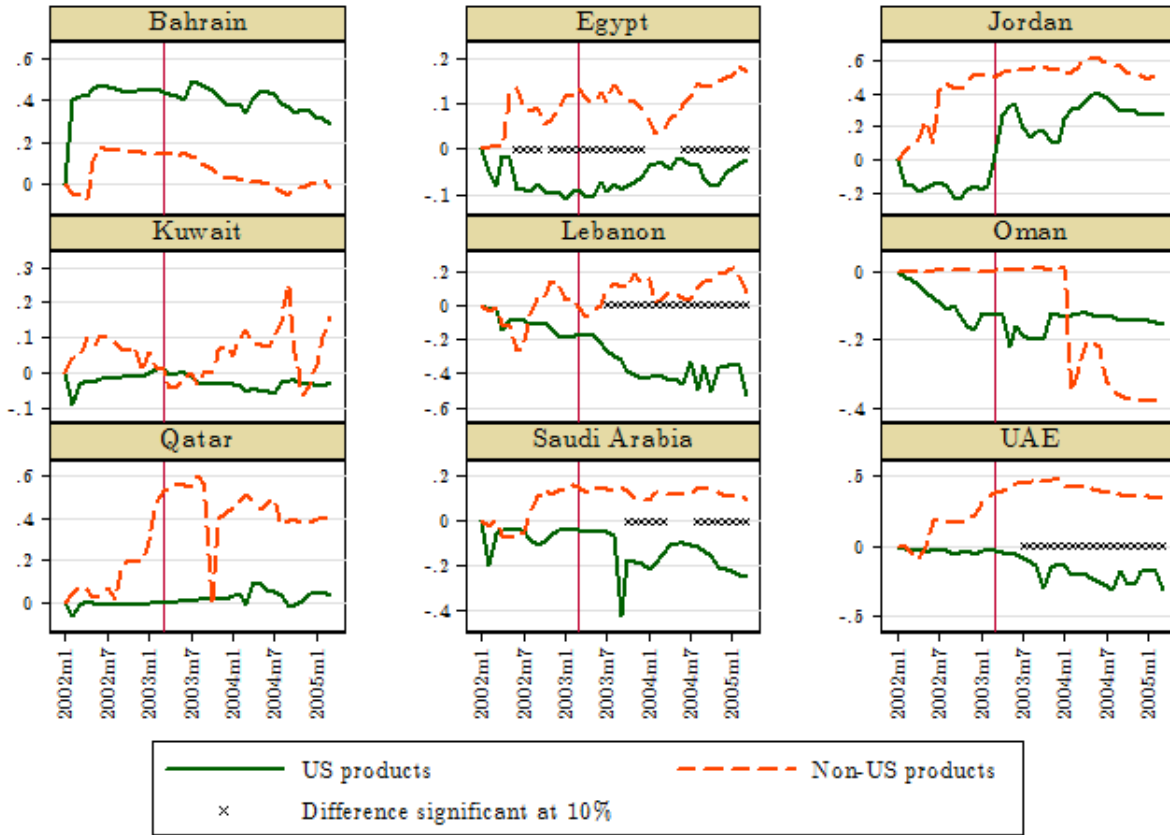 Bahrain
.6
.4
.2
0
Egypt
.2
.1
0
-.1
Jordan
.6
.4
.2
0
-.2
Kuwait
.3
.2
.1
0
-.1
Lebanon
.2
0
-.2
-.4
-.6
Oman
0
-.2
-.4
Qatar
.6
.4
.2
0
2002m1
2002m7
2003m1
2003m7
2004m1
2004m7
2005m1
Saudi Arabia
.2
0
-.2
-.4
2002m1
2002m7
2003m1
2003m7
2004m1
2004m7
2005m1
UAE
.5
0
-.5
2002m1
2002m7
2003m1
2003m7
2004m1
2004m7
2005m1
US products
Non-US products
Difference significant at 10%